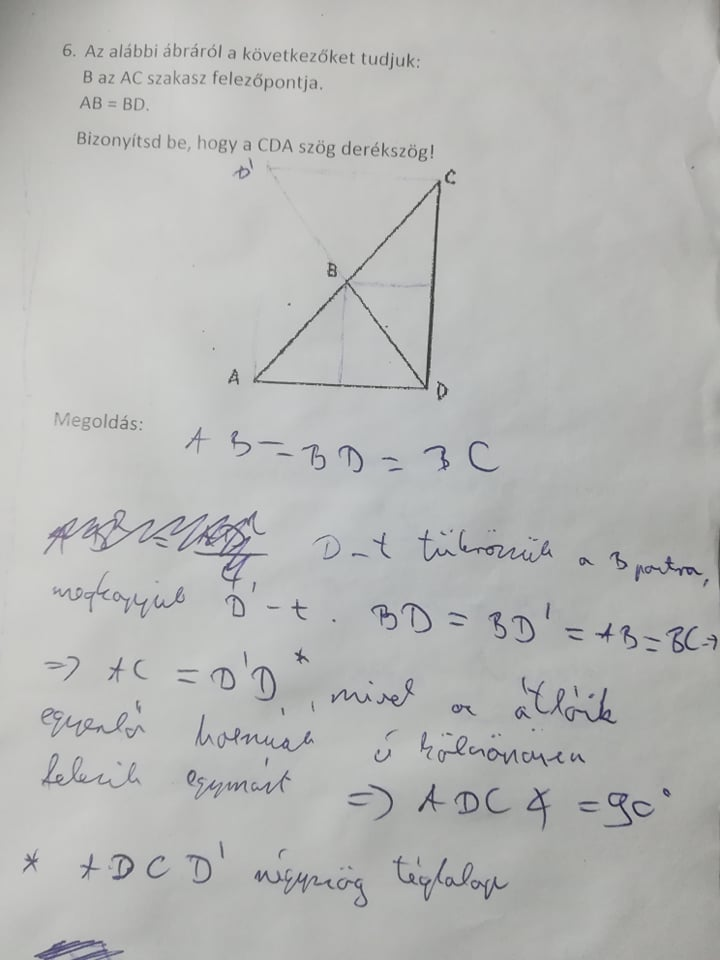 6. Az alábbi ábráról a következőket tudjuk:
B az AC szakasz felezőpontja.
AB = BD.
Bizonyítsd be, hogy a CDA szög derékszög!
D'
C
B
A
D
Megoldás:
AB = BD = BC
D-t tükrözzük a B pontra,
megkapjuk D'-t. BD = BD' = AB = BC →
=> AC = D'D*, mivel az átlóik
egyenlő hosszúak és kölcsönösen
felezik egymást
=> ADC ∢ = 90°
* ADCD' négyszög téglalap